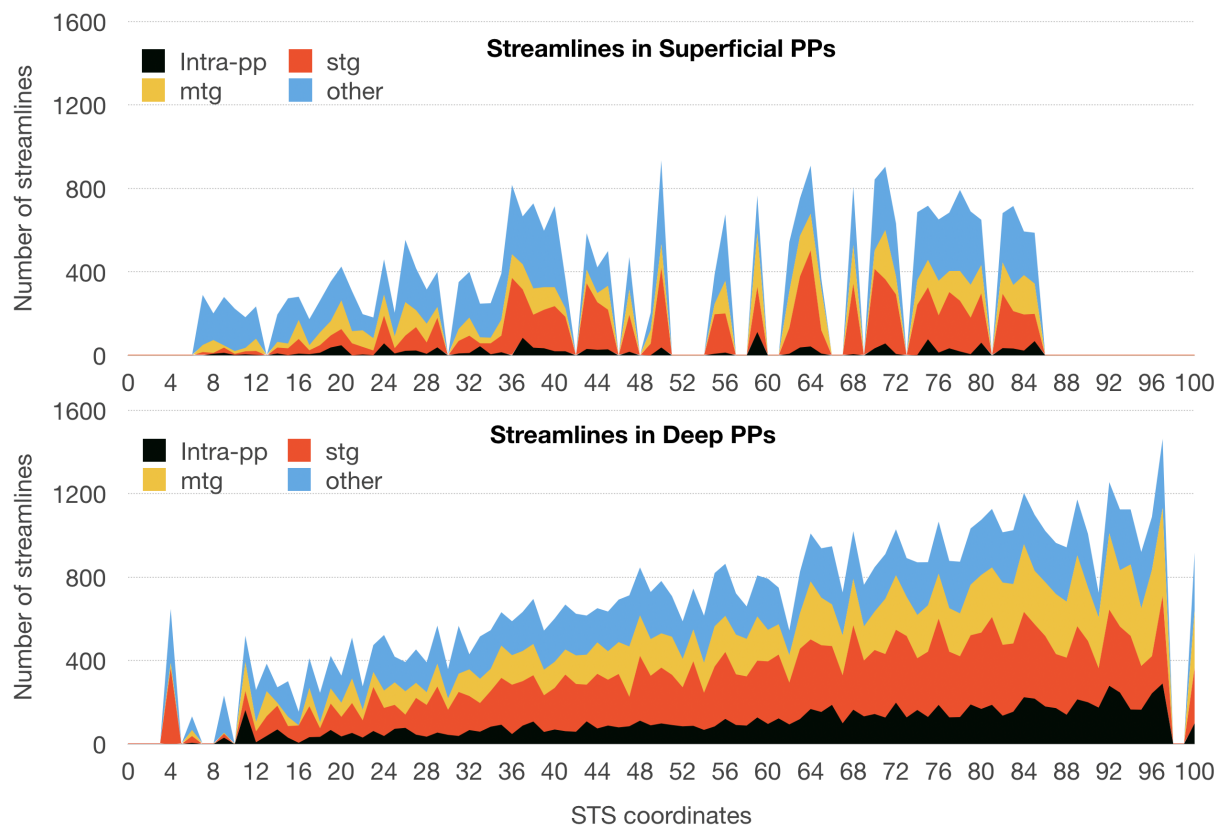 Streamlines in Superficial PPs
Number of streamlines
1600
1200
800
400
0
Intra-pp stg
mtg other
0 4 8 12 16 20 24 28 32 36 40 44 48 52 56 60 64 68 72 76 80 84 88 92 96 100
Streamlines in Deep PPs
Number of streamlines
1600
1200
800
400
0
Intra-pp stg
mtg other
0 4 8 12 16 20 24 28 32 36 40 44 48 52 56 60 64 68 72 76 80 84 88 92 96 100
STS coordinates